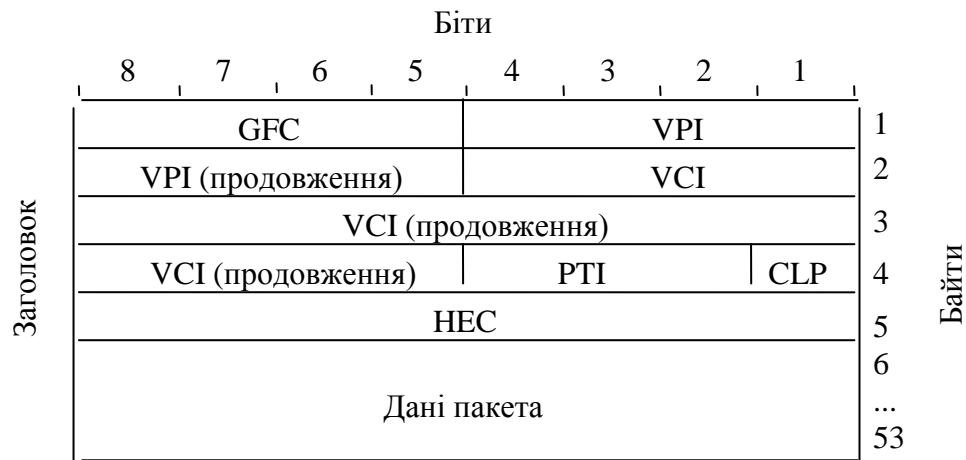 Біти
8 7 6 5 4 3 2 1
GFC VPI 1
VPI (продовження) VCI 2
VCI (продовження) 3
VCI (продовження) PTI CLP 4
HEC 5
6
Дані пакета ...
53
Заголовок
Байти